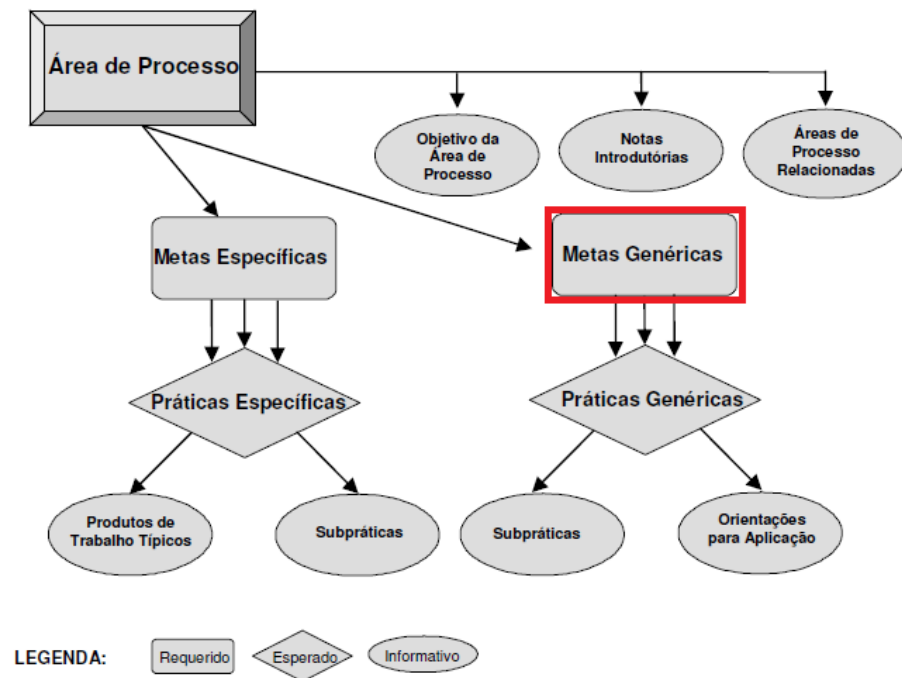 Área de Processo
Objetivo da
Área de
Processo
Notas
Introdutórias
Áreas de
Processo
Relacionadas
Metas Específicas
Metas Genéricas
Práticas Específicas
Práticas Genéricas
Produtos de
Trabalho Típicos
Subpráticas
Subpráticas
Orientações
para Aplicação
LEGENDA:
Requerido
Esperado
Informativo